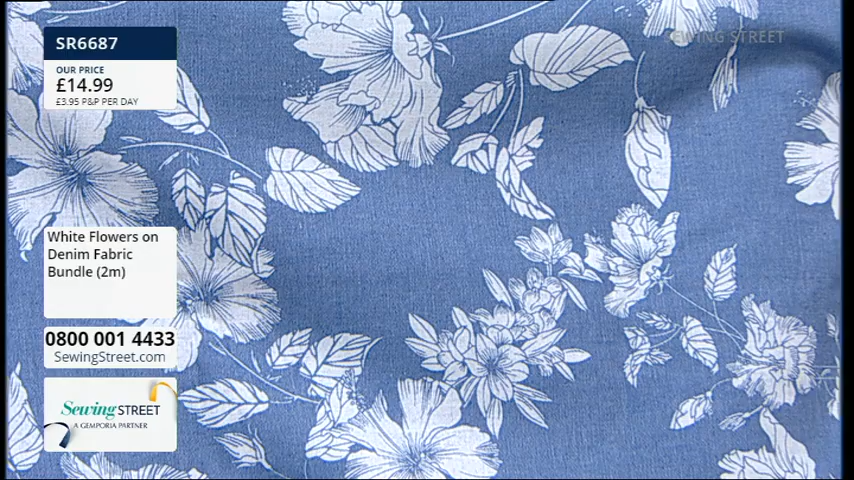 SR6687
OUR PRICE
£14.99
£3.95 P&P PER DAY
SEWING STREET
White Flowers on
Denim Fabric
Bundle (2m)
0800 001 4433
SewingStreet.com
Sewing STREET
A GEMPORIA PARTNER